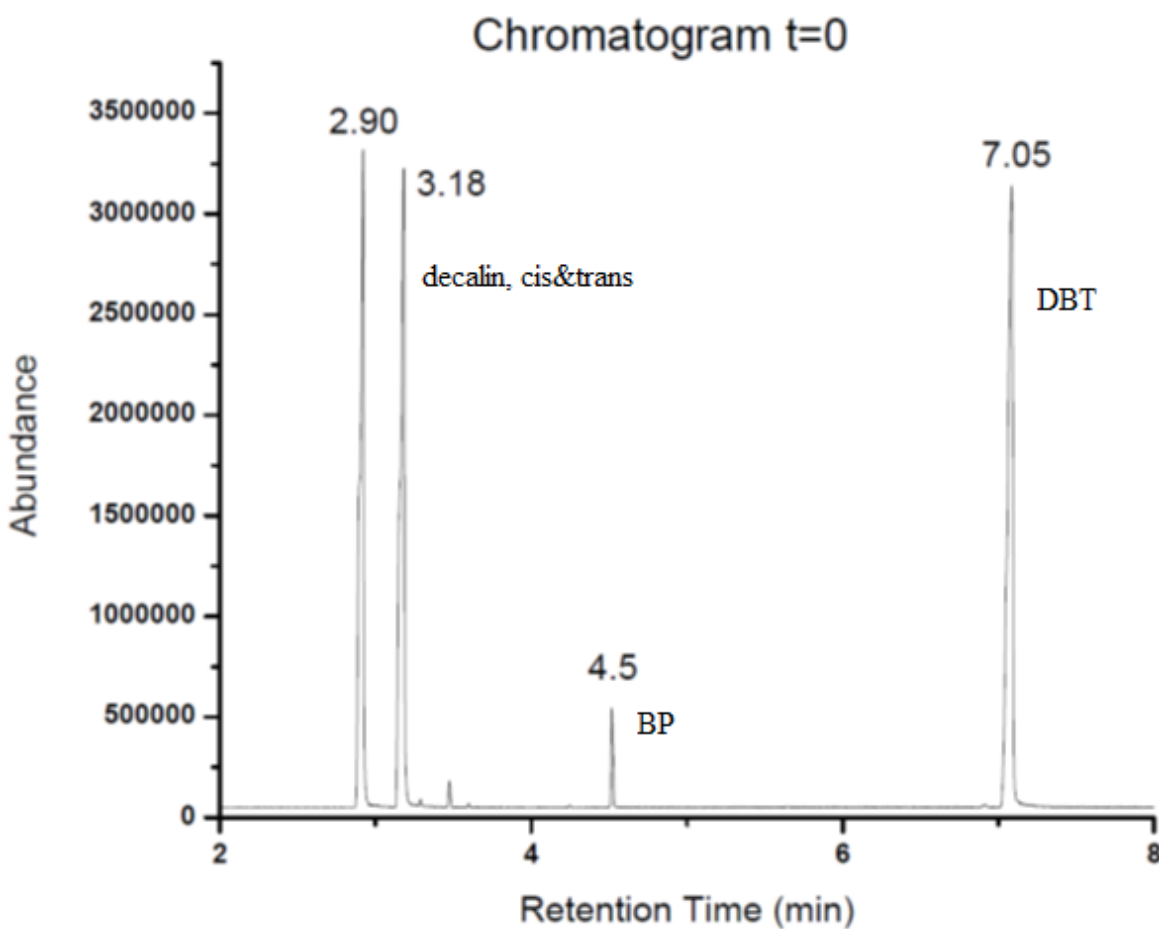 Chromatogram t=0
3500000
3000000
2500000
2000000
1500000
1000000
500000
0
Abundance
2.90
3.18
decalin, cis&trans
4.5
BP
7.05
DBT
2
4
6
8
Retention Time (min)